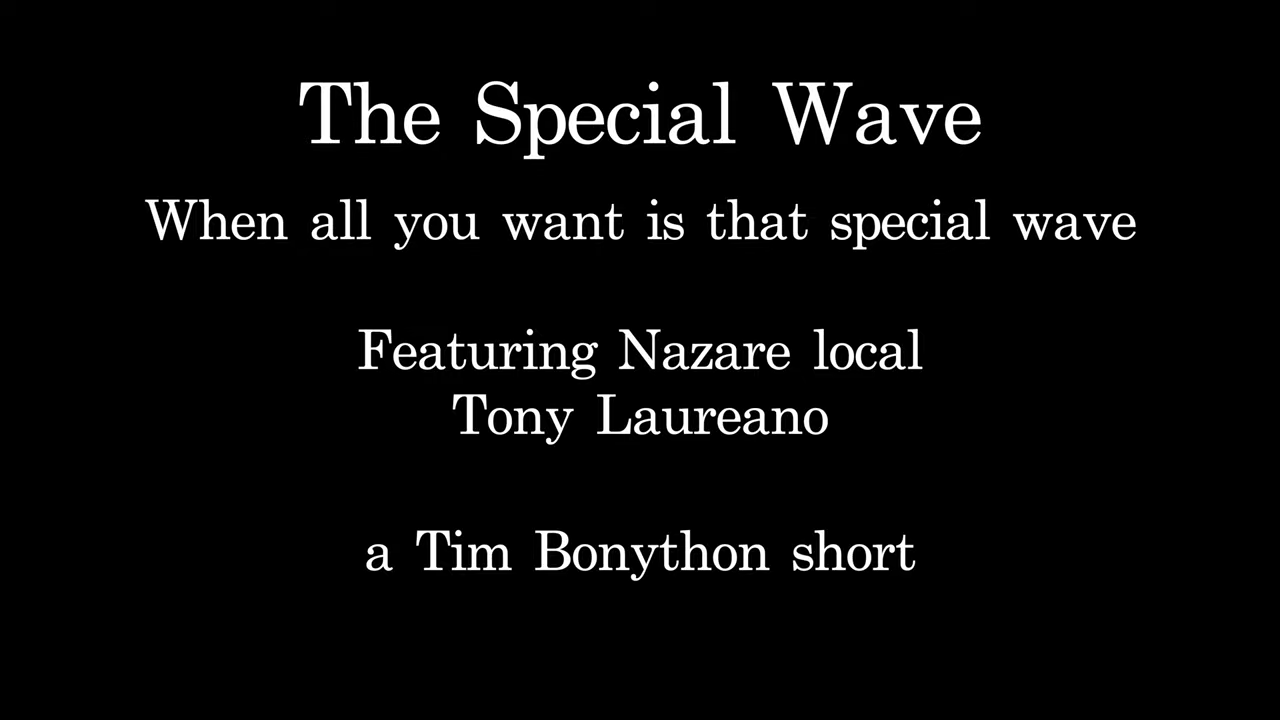 The Special Wave
When all you want is that special wave
Featuring Nazare local
Tony Laureano
a Tim Bonython short